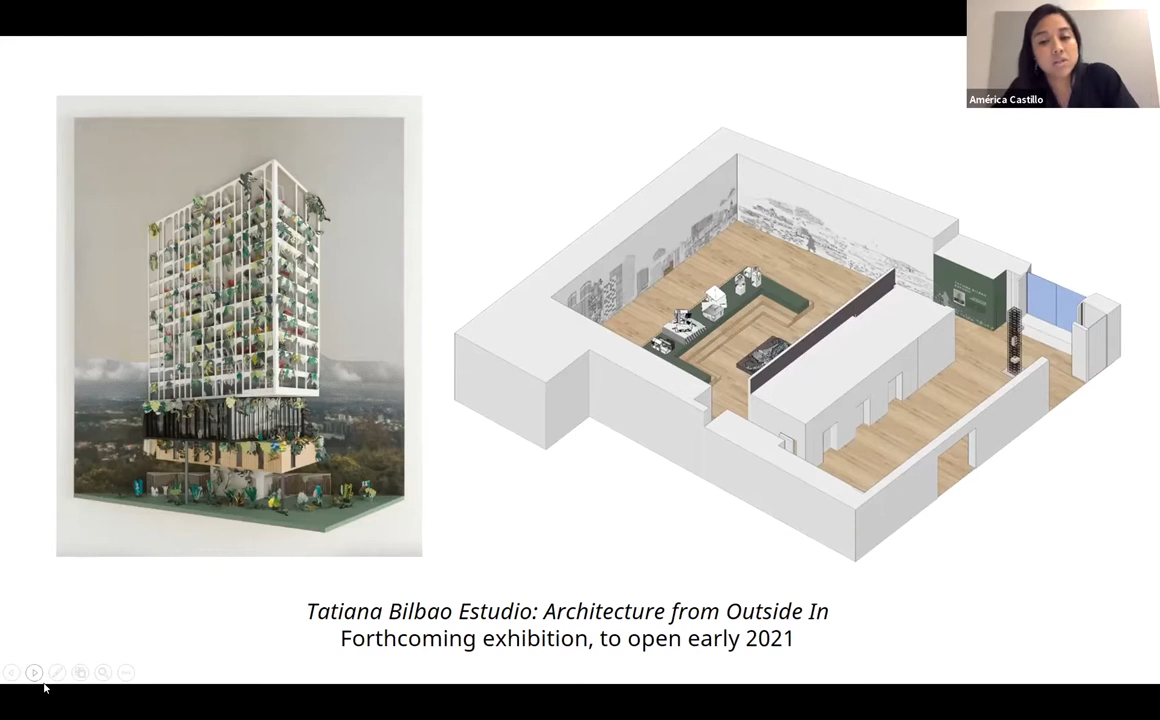 América Castillo
Tatiana Bilbao Estudio: Architecture from Outside In
Forthcoming exhibition, to open early 2021